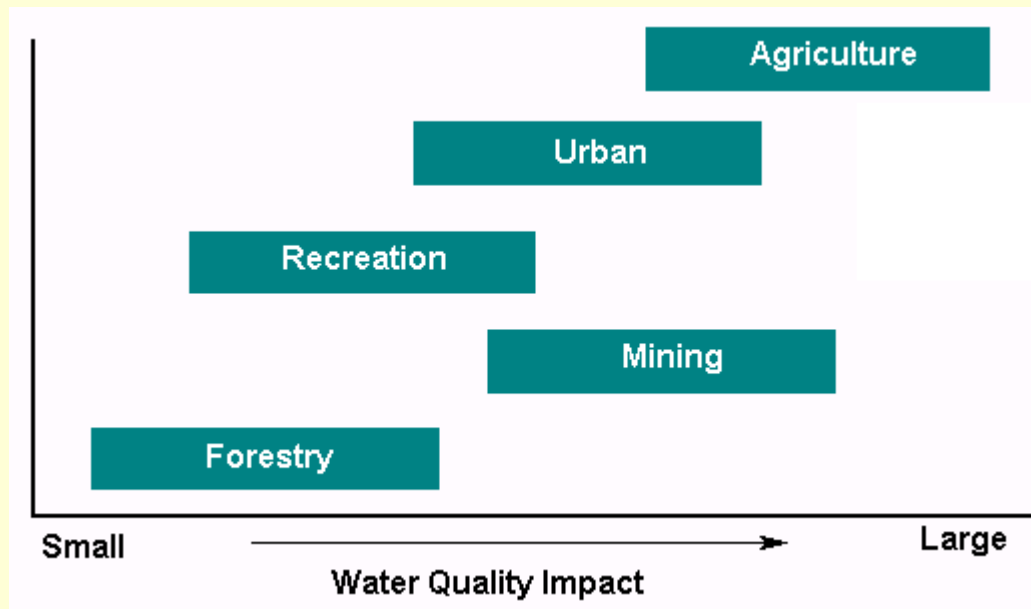 Agriculture
Urban
Recreation
Mining
Forestry
Small
Large
Water Quality Impact